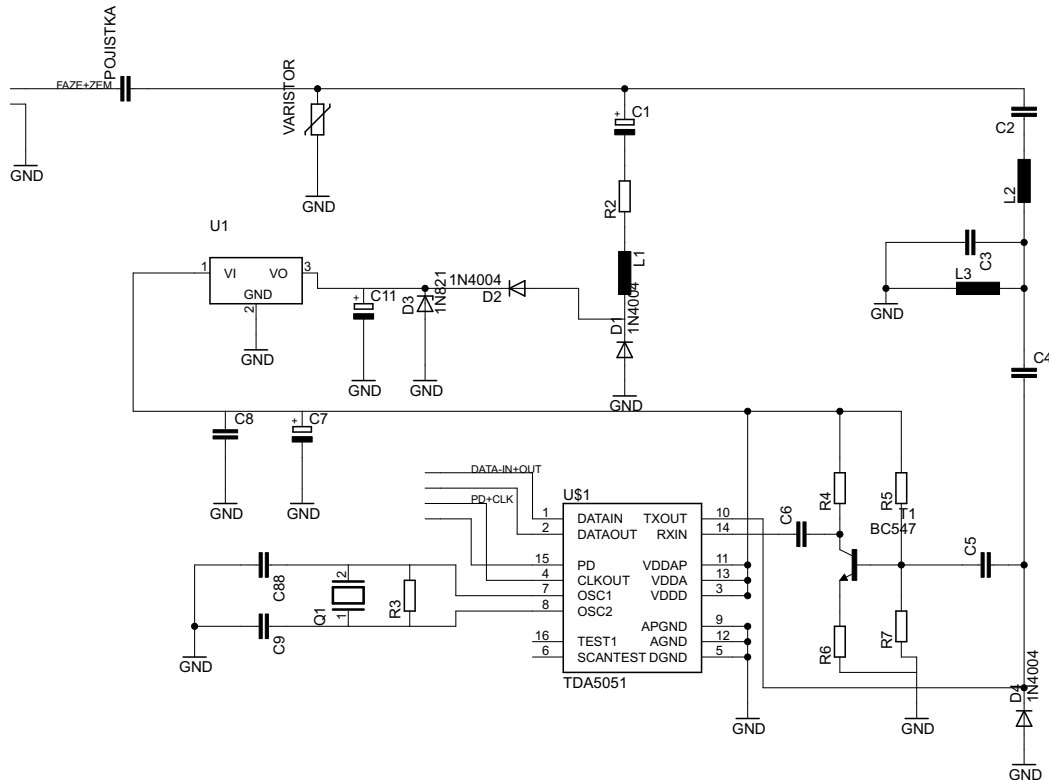 POJISTKA
FAZE+ZEM
GND
VARISTOR
GND
C1
R2
L1
D1
1N4004
GND
C2
L2
C3
L3
GND
C4
U1
1 VI VO 3
GND
2
GND
C11
GND
D3
1N821
GND
1N4004
D2
C8
GND
C7
GND
DATA-IN+OUT
PD+CLK
U$1
1 DATAIN TXOUT 10
2 DATAOUT RXIN 14
15 PD VDDAP 11
4 CLKOUT VDDA 13
7 OSC1 VDDD 3
8 OSC2
APGND 9
16 TEST1 AGND 12
6 SCANTEST DGND 5
TDA5051
GND
C88
C9
GND
Q1
2
1
R3
C6
R4
R5
T1
BC547
C5
R6
R7
GND
D4
1N4004
GND